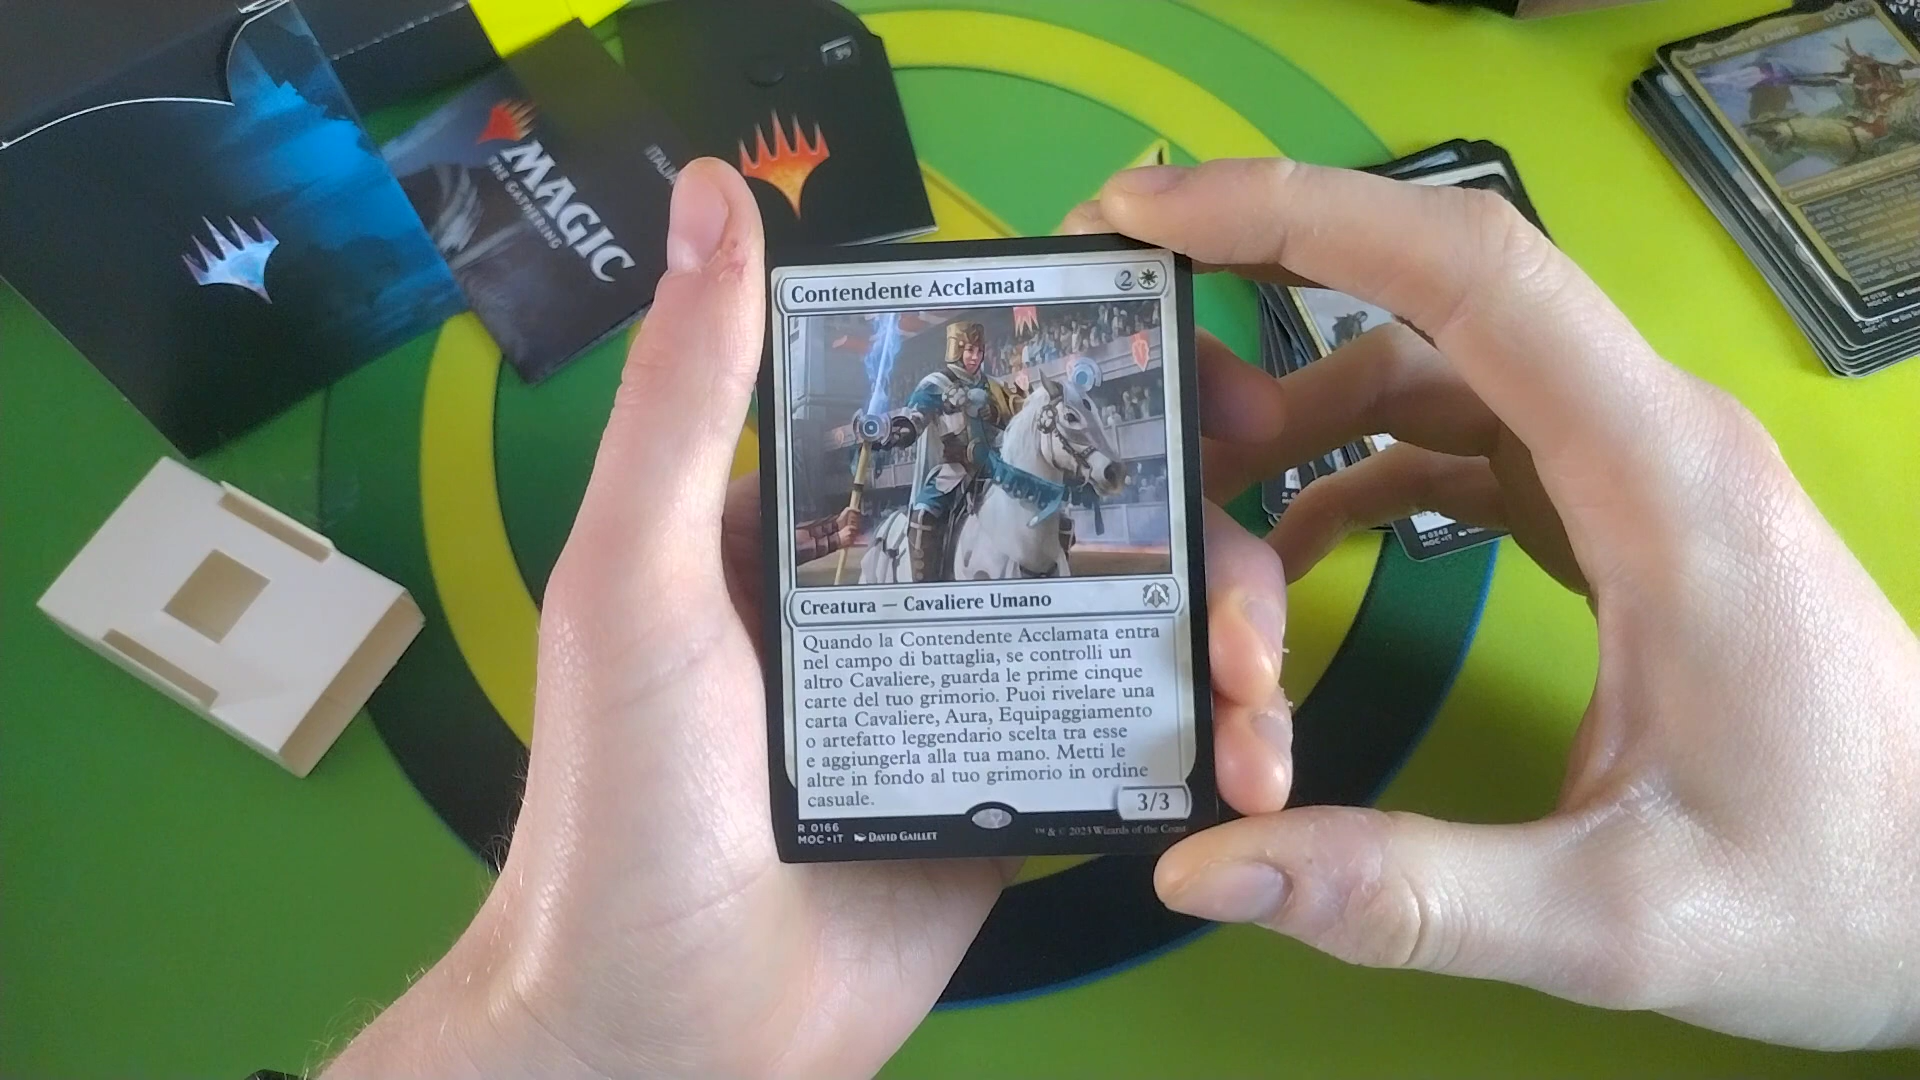 MAGIC
THE GATHERING
Contendente Acclamata
2
Creatura — Cavaliere Umano
Quando la Contendente Acclamata entra
nel campo di battaglia, se controlli un
altro Cavaliere, guarda le prime cinque
carte del tuo grimorio. Puoi rivelare una
carta Cavaliere, Aura, Equipaggiamento
o artefatto leggendario scelta tra esse
e aggiungerla alla tua mano. Metti le
altre in fondo al tuo grimorio in ordine
casuale.
3/3
R 0166
MOC•IT DAVID GAILLET
™ & © 2023 Wizards of the Coast